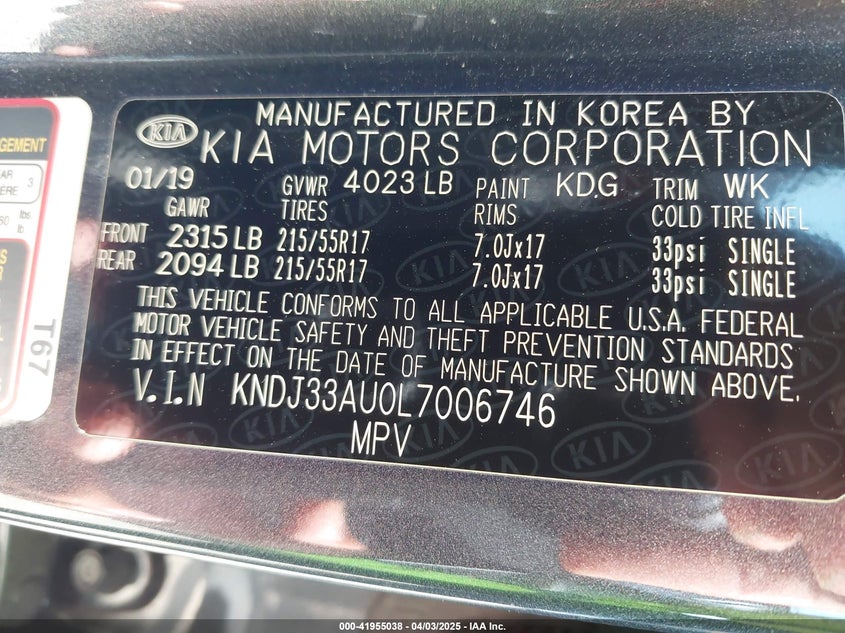 MANUFACTURED IN KOREA BY
KIA KIA MOTORS CORPORATION
01/19 GVWR 4023 LB PAINT KDG TRIM WK
GAWR TIRES RIMS COLD TIRE INFL
FRONT 2315 LB 215/55R17 7.0Jx17 33psi SINGLE
REAR 2094 LB 215/55R17 7.0Jx17 33psi SINGLE
THIS VEHICLE CONFORMS TO ALL APPLICABLE U.S.A. FEDERAL
MOTOR VEHICLE SAFETY AND THEFT PREVENTION STANDARDS
IN EFFECT ON THE DATE OF MANUFACTURE SHOWN ABOVE.
V.I.N KNDJ33AU0L7006746
MPV
T67
000-41955038 - 04/03/2025 - IAA Inc.